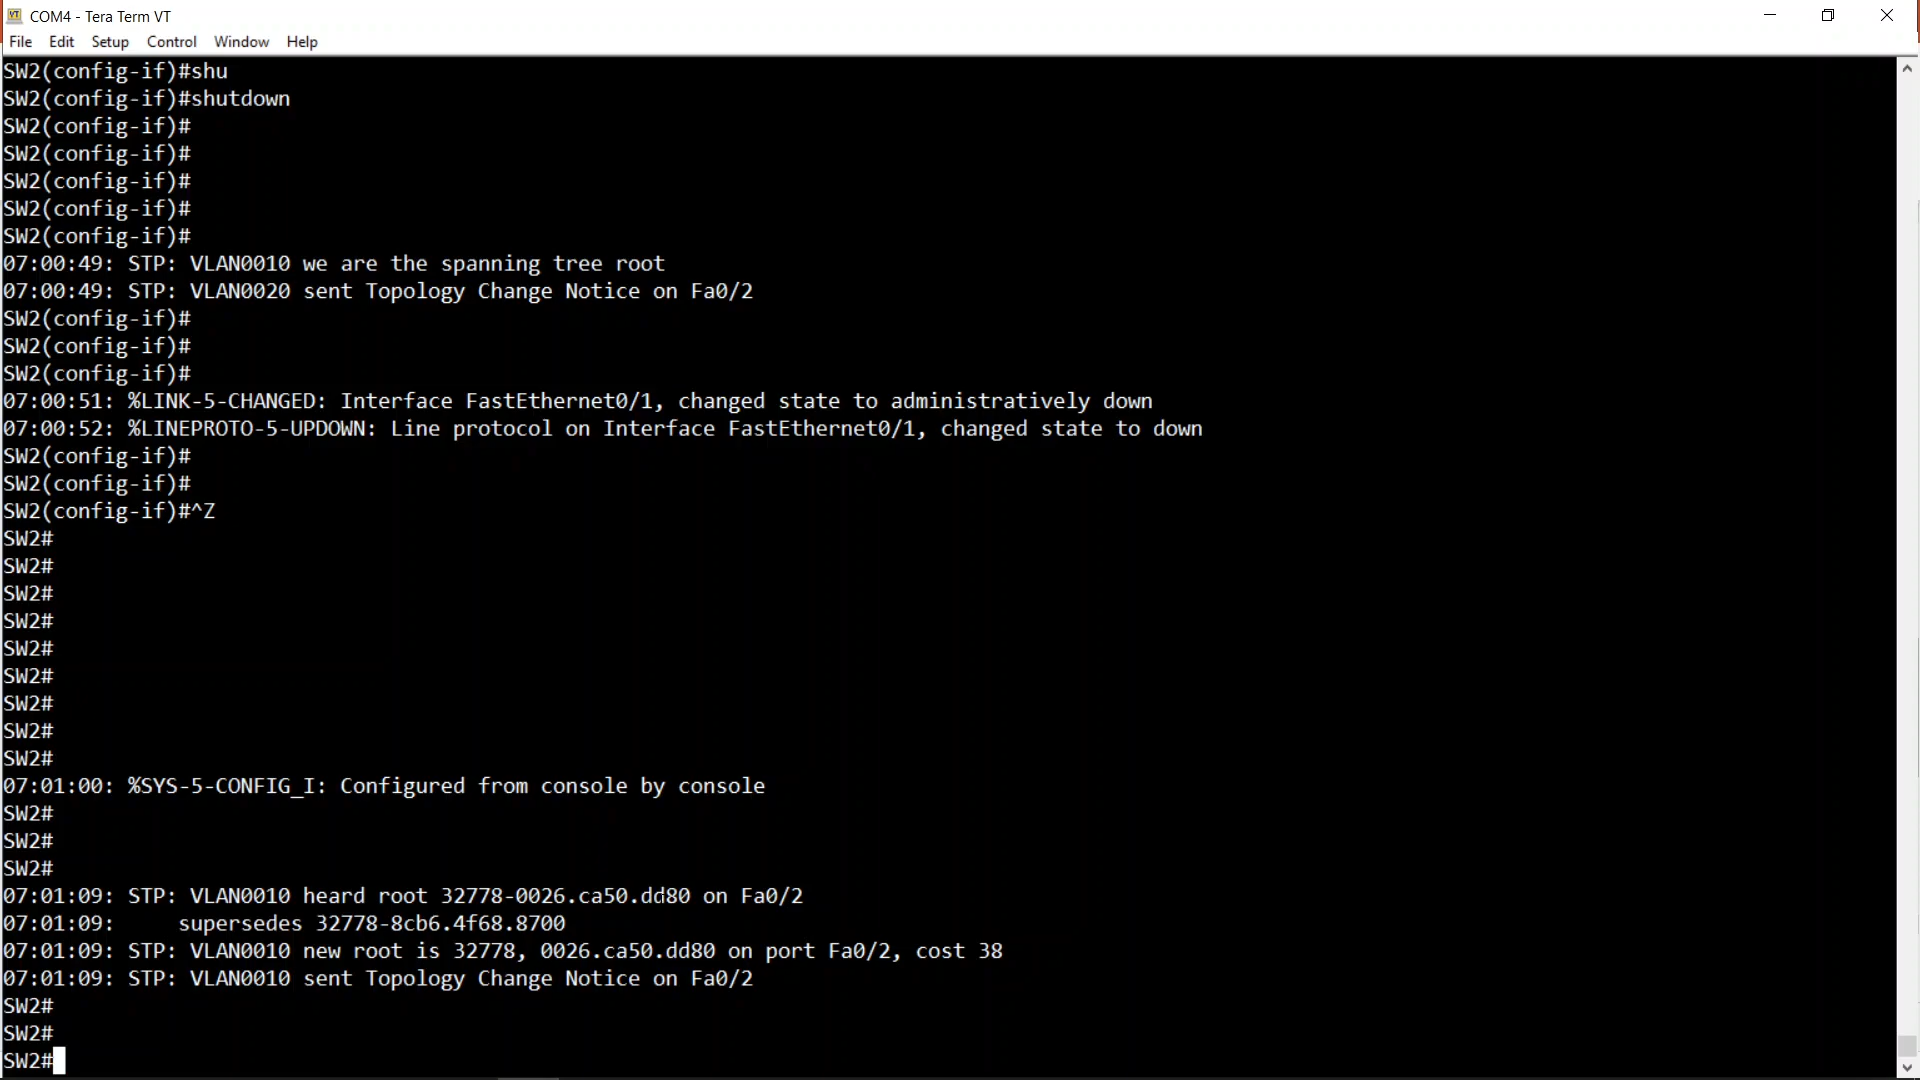 COM4 - Tera Term VT
File Edit Setup Control Window Help
SW2(config-if)#shu
SW2(config-if)#shutdown
SW2(config-if)#
SW2(config-if)#
SW2(config-if)#
SW2(config-if)#
SW2(config-if)#
07:00:49: STP: VLAN0010 we are the spanning tree root
07:00:49: STP: VLAN0020 sent Topology Change Notice on Fa0/2
SW2(config-if)#
SW2(config-if)#
SW2(config-if)#
07:00:51: %LINK-5-CHANGED: Interface FastEthernet0/1, changed state to administratively down
07:00:52: %LINEPROTO-5-UPDOWN: Line protocol on Interface FastEthernet0/1, changed state to down
SW2(config-if)#
SW2(config-if)#
SW2(config-if)#^Z
SW2#
SW2#
SW2#
SW2#
SW2#
SW2#
SW2#
SW2#
SW2#
07:01:00: %SYS-5-CONFIG_I: Configured from console by console
SW2#
SW2#
SW2#
07:01:09: STP: VLAN0010 heard root 32778-0026.ca50.dd80 on Fa0/2
07:01:09:     supersedes 32778-8cb6.4f68.8700
07:01:09: STP: VLAN0010 new root is 32778, 0026.ca50.dd80 on port Fa0/2, cost 38
07:01:09: STP: VLAN0010 sent Topology Change Notice on Fa0/2
SW2#
SW2#
SW2#